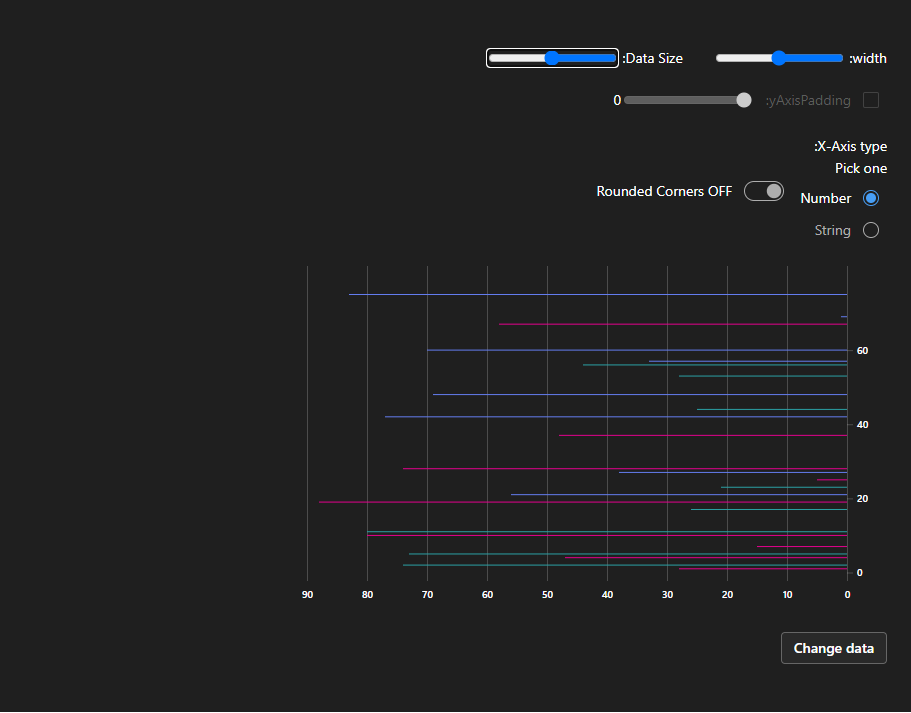 :width
:Data Size
:yAxisPadding
0
:X-Axis type
Pick one
Number
String
Rounded Corners OFF
60
40
20
0
90 80 70 60 50 40 30 20 10 0
Change data